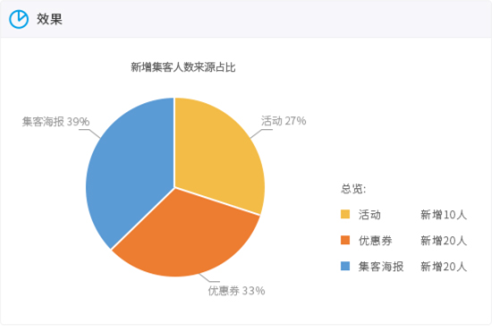 效果
新增集客人数来源占比
集客海报 39%
活动 27%
总览:
活动 新增10人
优惠券 新增20人
集客海报 新增20人
优惠券 33%